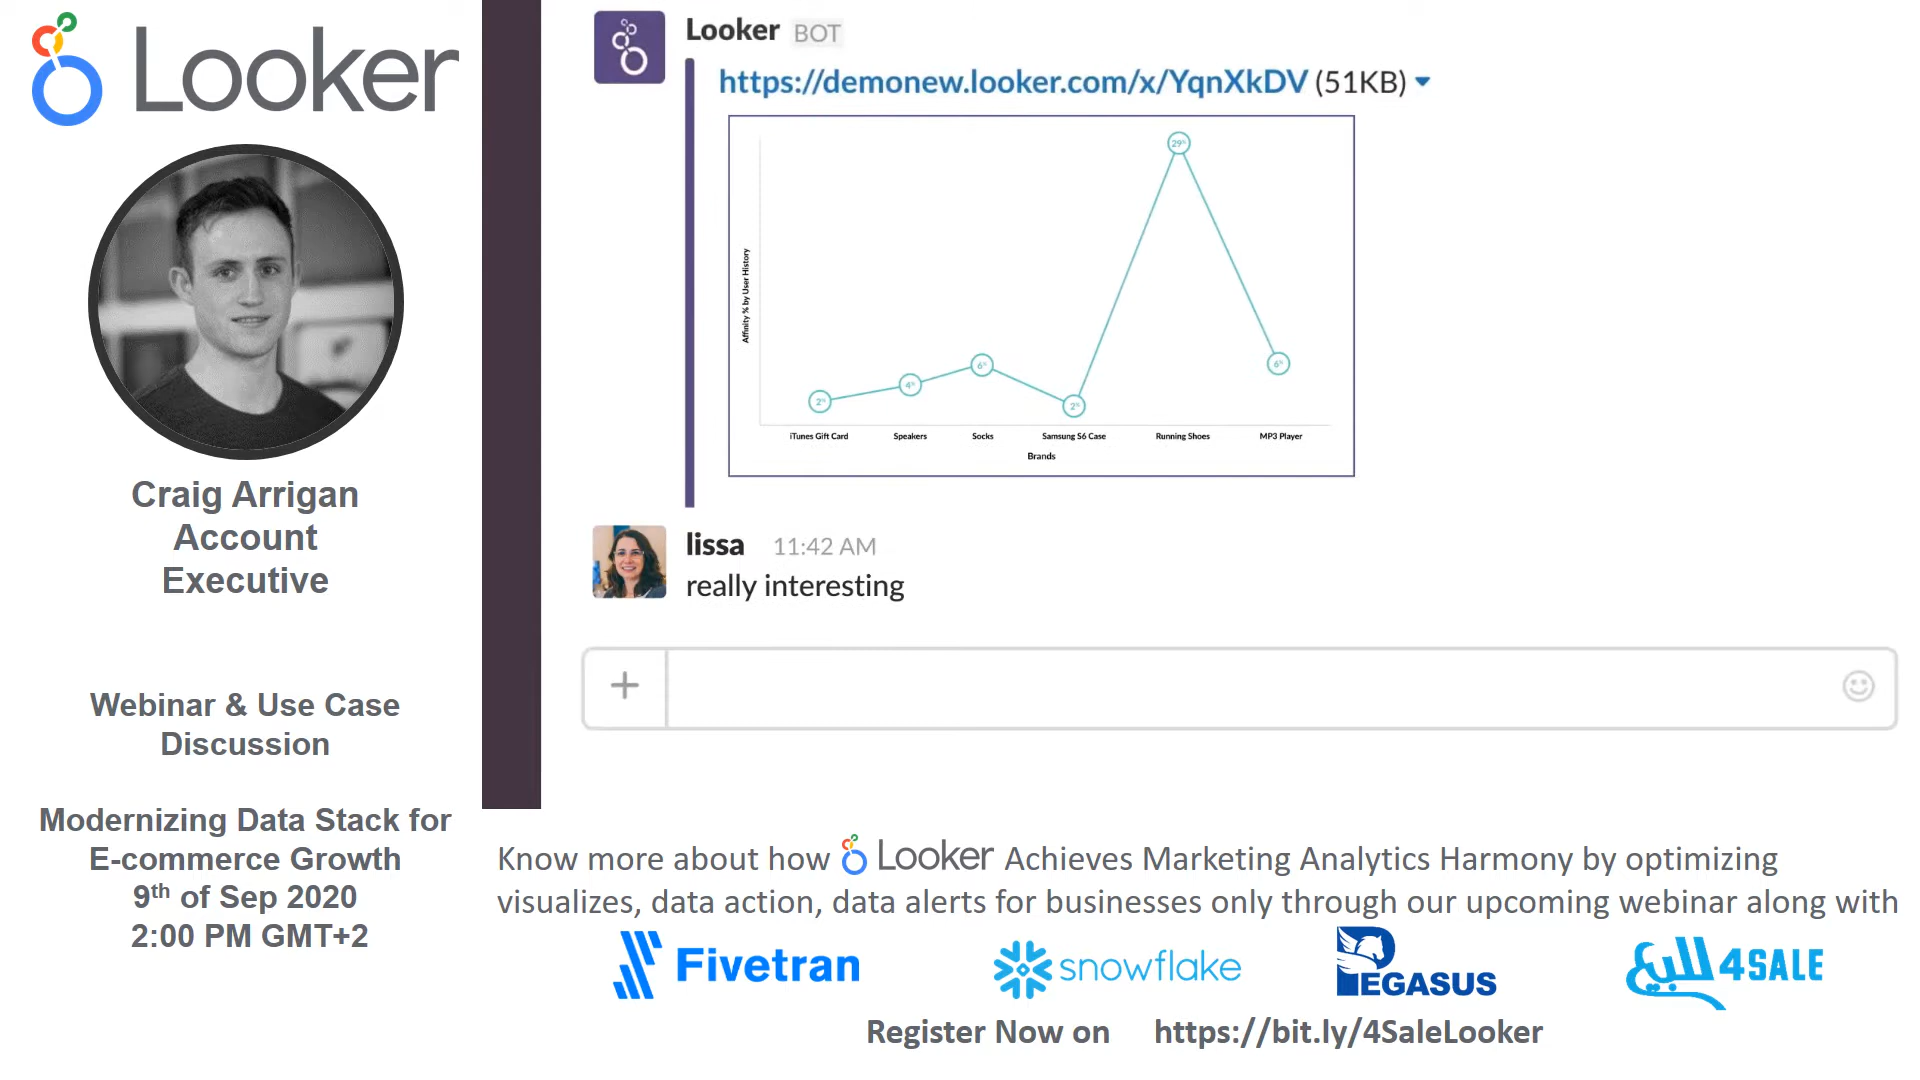 Looker
Craig Arrigan
Account
Executive
Webinar & Use Case
Discussion
Modernizing Data Stack for
E-commerce Growth
9th of Sep 2020
2:00 PM GMT+2
Looker BOT
https://demonew.looker.com/x/YqnXkDV (51KB)
29%
6%
6%
4%
2%
2%
Affinity % by User History
iTunes Gift Card Speakers Socks Samsung S6 Case Running Shoes MP3 Player
Brands
lissa 11:42 AM
really interesting
Know more about how Looker Achieves Marketing Analytics Harmony by optimizing
visualizes, data action, data alerts for businesses only through our upcoming webinar along with
Fivetran snowflake PEGASUS للبيع 4SALE
Register Now on https://bit.ly/4SaleLooker